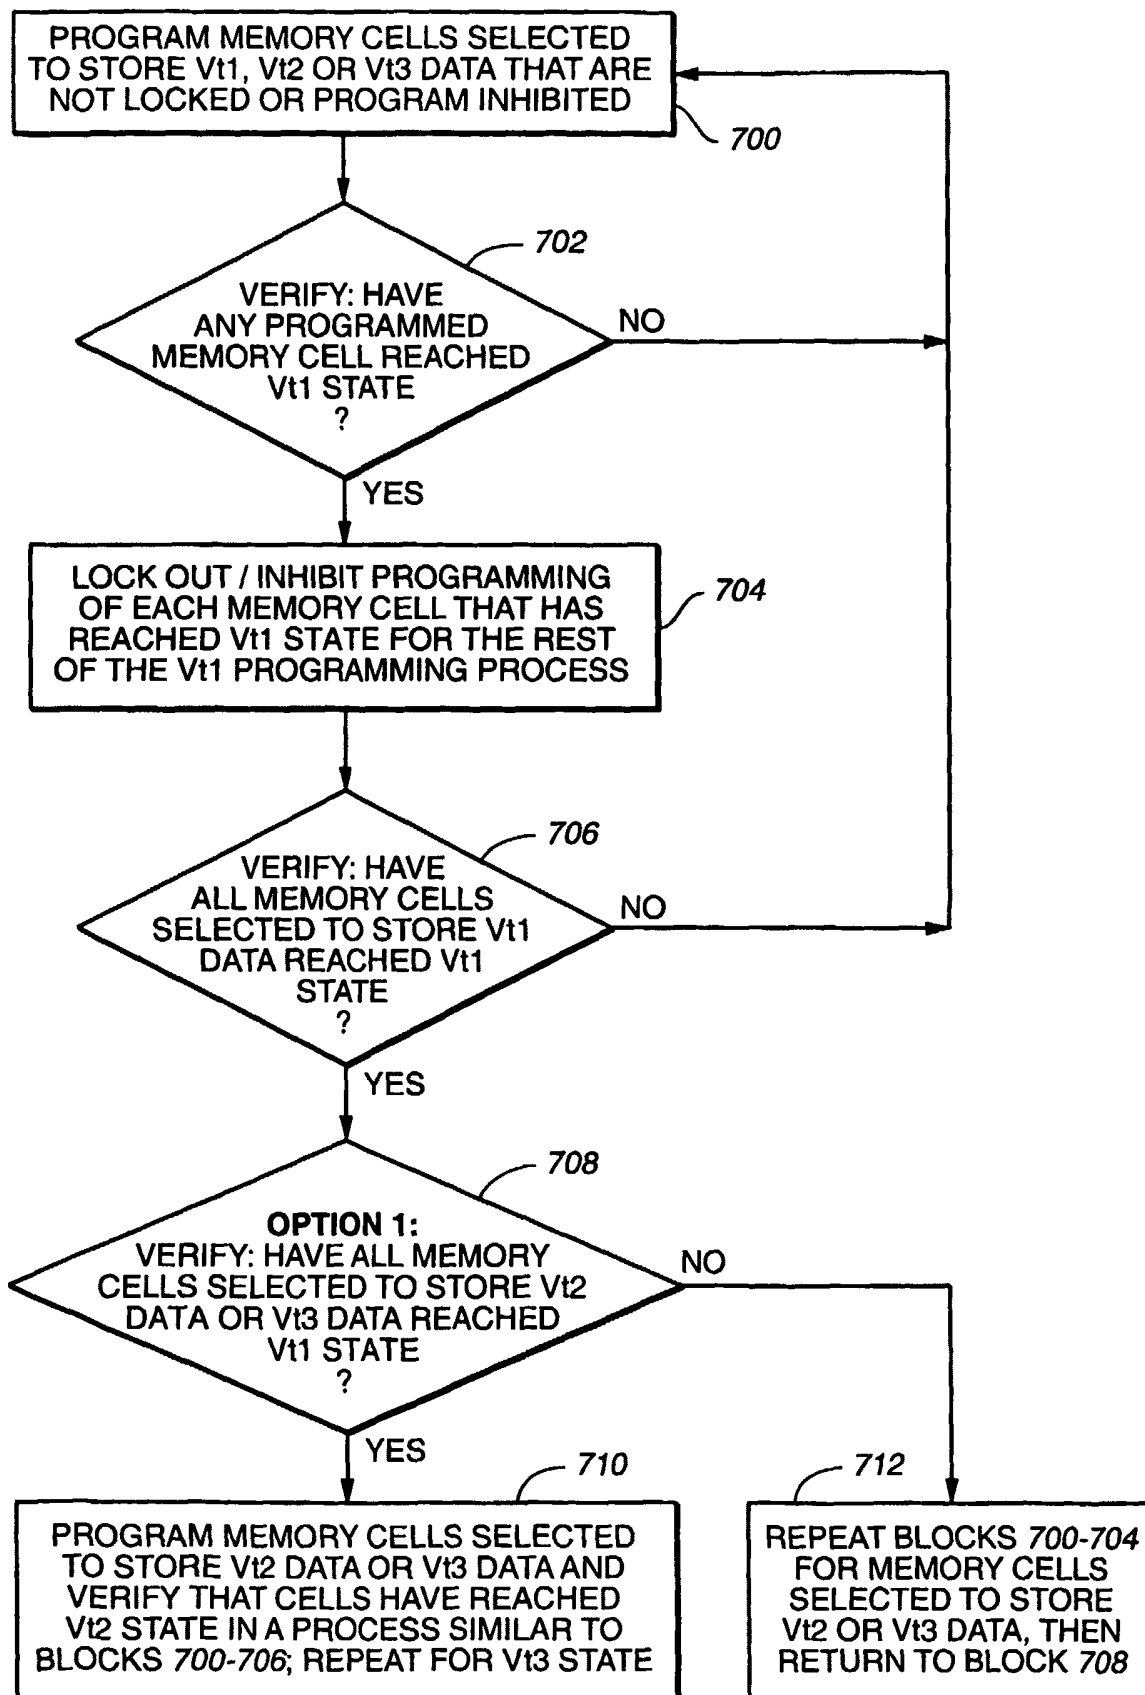 PROGRAM MEMORY CELLS SELECTED
TO STORE Vt1, Vt2 OR Vt3 DATA THAT ARE
NOT LOCKED OR PROGRAM INHIBITED
700
702
VERIFY: HAVE
ANY PROGRAMMED
MEMORY CELL REACHED
Vt1 STATE
?
NO
YES
LOCK OUT / INHIBIT PROGRAMMING
OF EACH MEMORY CELL THAT HAS
REACHED Vt1 STATE FOR THE REST
OF THE Vt1 PROGRAMMING PROCESS
704
706
VERIFY: HAVE
ALL MEMORY CELLS
SELECTED TO STORE Vt1
DATA REACHED Vt1
STATE
?
NO
YES
708
OPTION 1:
VERIFY: HAVE ALL MEMORY
CELLS SELECTED TO STORE Vt2
DATA OR Vt3 DATA REACHED
Vt1 STATE
?
NO
YES
710
PROGRAM MEMORY CELLS SELECTED
TO STORE Vt2 DATA OR Vt3 DATA AND
VERIFY THAT CELLS HAVE REACHED
Vt2 STATE IN A PROCESS SIMILAR TO
BLOCKS 700-706; REPEAT FOR Vt3 STATE
712
REPEAT BLOCKS 700-704
FOR MEMORY CELLS
SELECTED TO STORE
Vt2 OR Vt3 DATA, THEN
RETURN TO BLOCK 708